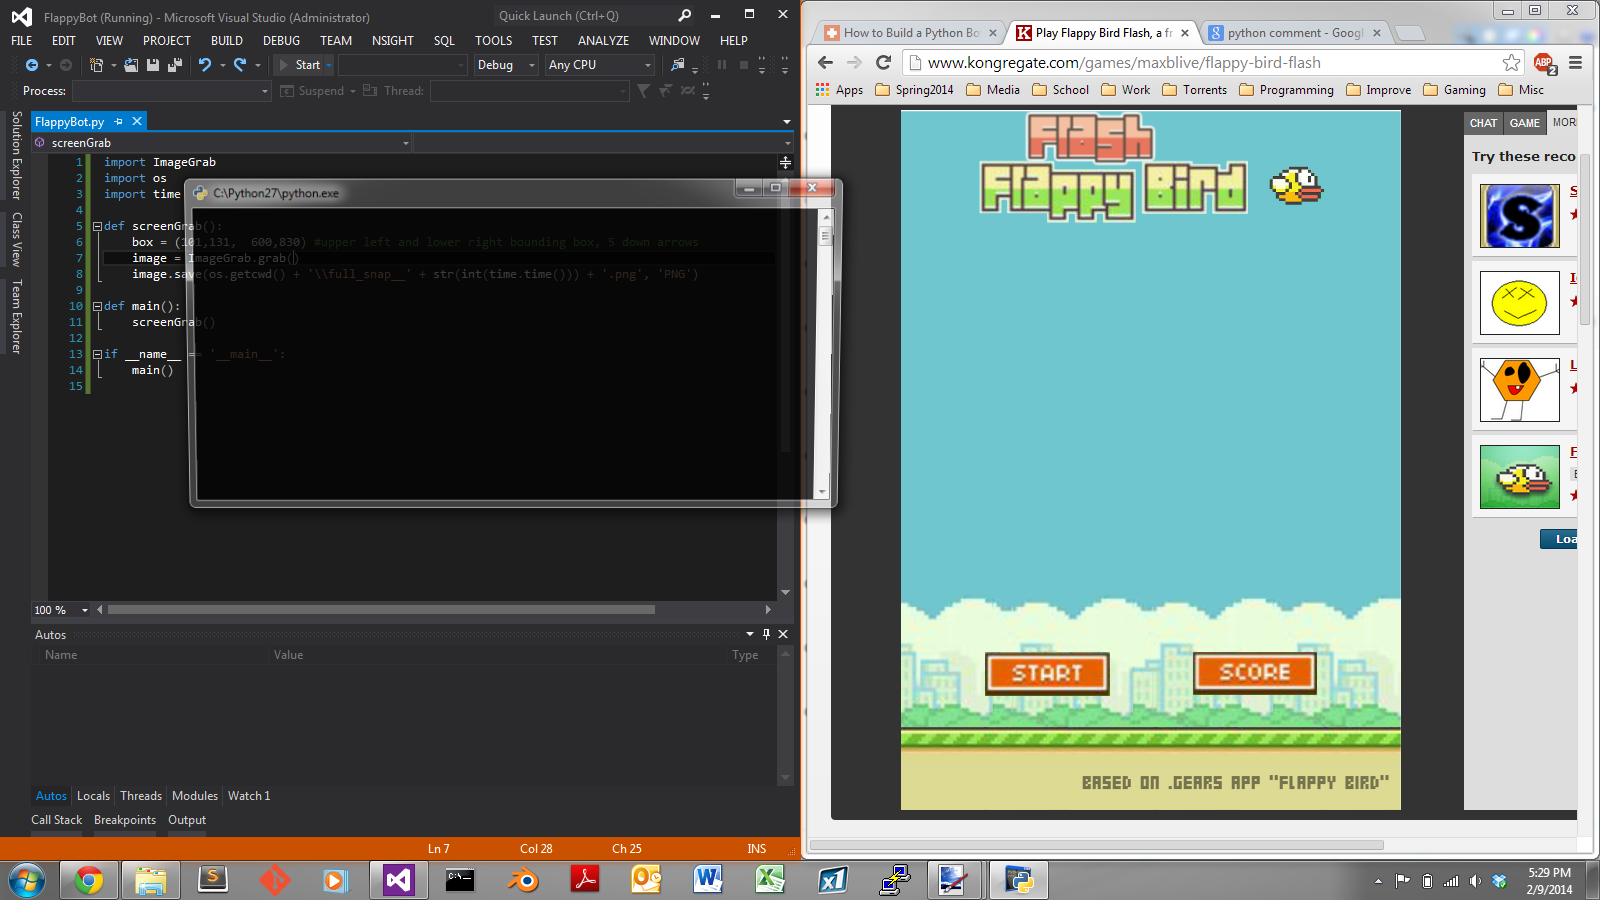 FlappyBot (Running) - Microsoft Visual Studio (Administrator)
Quick Launch (Ctrl+Q)
FILE EDIT VIEW PROJECT BUILD DEBUG TEAM NSIGHT SQL TOOLS TEST ANALYZE WINDOW HELP
Start Debug Any CPU
Process: Suspend Thread:
Solution Explorer
Class View
Team Explorer
FlappyBot.py
screenGrab
1 import ImageGrab
2 import os
3 import time
4
5 def screenGrab():
6 box = (101,131, 600,830) #upper left and lower right bounding box, 5 down arrows
7 image = ImageGrab.grab()
8 image.save(os.getcwd() + '\\full_snap__' + str(int(time.time())) + '.png', 'PNG')
9
10 def main():
11 screenGrab()
12
13 if __name__ == '__main__':
14 main()
15
C:\Python27\python.exe
100 %
Autos
Name Value Type
Autos Locals Threads Modules Watch 1
Call Stack Breakpoints Output
Ln 7 Col 28 Ch 25 INS
How to Build a Python Bo
Play Flappy Bird Flash, a fr
python comment - Googl
www.kongregate.com/games/maxblive/flappy-bird-flash
ABP 2
Apps Spring2014 Media School Work Torrents Programming Improve Gaming Misc
Flash
Flappy Bird
START SCORE
BASED ON .GEARS APP "FLAPPY BIRD"
CHAT GAME MOR
Try these reco
S
S
L
F
Loa
5:29 PM
2/9/2014